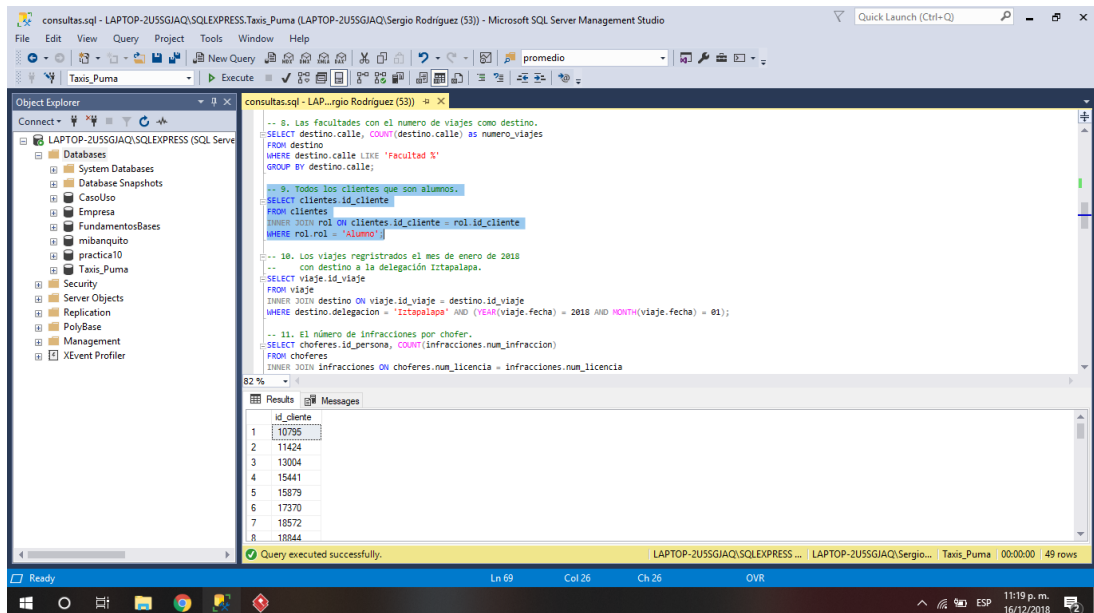 consultas.sql - LAPTOP-2U5SGJAQ\SQLEXPRESS.Taxis_Puma (LAPTOP-2U5SGJAQ\Sergio Rodríguez (53)) - Microsoft SQL Server Management Studio
Quick Launch (Ctrl+Q)
File Edit View Query Project Tools Window Help
New Query
promedio
Taxis_Puma
Execute
Object Explorer
consultas.sql - LAP...rgio Rodríguez (53))
Connect
LAPTOP-2U5SGJAQ\SQLEXPRESS (SQL Serve
Databases
System Databases
Database Snapshots
CasoUso
Empresa
FundamentosBases
mibanquito
practica10
Taxis_Puma
Security
Server Objects
Replication
PolyBase
Management
XEvent Profiler
-- 8. Las facultades con el numero de viajes como destino.
SELECT destino.calle, COUNT(destino.calle) as numero_viajes
FROM destino
WHERE destino.calle LIKE 'Facultad %'
GROUP BY destino.calle;
-- 9. Todos los clientes que son alumnos.
SELECT clientes.id_cliente
FROM clientes
INNER JOIN rol ON clientes.id_cliente = rol.id_cliente
WHERE rol.rol = 'Alumno';
-- 10. Los viajes regristrados el mes de enero de 2018
-- con destino a la delegación Iztapalapa.
SELECT viaje.id_viaje
FROM viaje
INNER JOIN destino ON viaje.id_viaje = destino.id_viaje
WHERE destino.delegacion = 'Iztapalapa' AND (YEAR(viaje.fecha) = 2018 AND MONTH(viaje.fecha) = 01);
-- 11. El número de infracciones por chofer.
SELECT choferes.id_persona, COUNT(infracciones.num_infraccion)
FROM choferes
INNER JOIN infracciones ON choferes.num_licencia = infracciones.num_licencia
82 %
Results Messages
id_cliente
1 10795
2 11424
3 13004
4 15441
5 15879
6 17370
7 18572
8 18844
Query executed successfully.
LAPTOP-2U5SGJAQ\SQLEXPRESS ... LAPTOP-2U5SGJAQ\Sergio... Taxis_Puma 00:00:00 49 rows
Ready Ln 69 Col 26 Ch 26 OVR
ESP
11:19 p. m.
16/12/2018
2